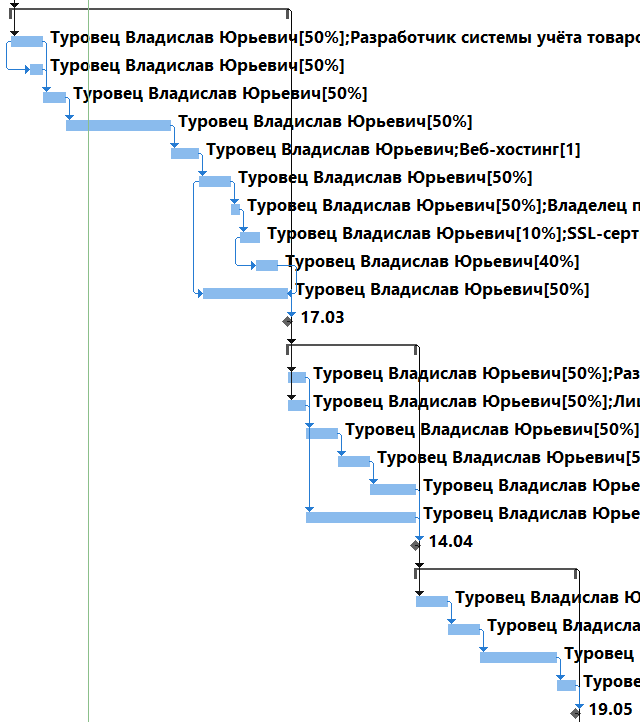 Туровец Владислав Юрьевич[50%];Разработчик системы учёта товаро
Туровец Владислав Юрьевич[50%]
Туровец Владислав Юрьевич[50%]
Туровец Владислав Юрьевич[50%]
Туровец Владислав Юрьевич;Веб-хостинг[1]
Туровец Владислав Юрьевич[50%]
Туровец Владислав Юрьевич[50%];Владелец п
Туровец Владислав Юрьевич[10%];SSL-серт
Туровец Владислав Юрьевич[40%]
Туровец Владислав Юрьевич[50%]
17.03
Туровец Владислав Юрьевич[50%];Раз
Туровец Владислав Юрьевич[50%];Ли
Туровец Владислав Юрьевич[50%]
Туровец Владислав Юрьевич[5
Туровец Владислав Юрье
Туровец Владислав Юрье
14.04
Туровец Владислав Ю
Туровец Владисла
Туровец
Турове
19.05